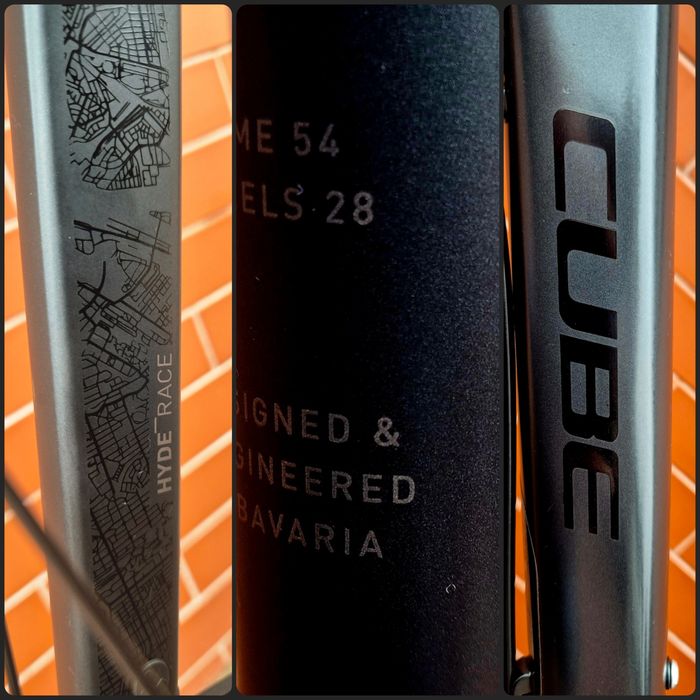 HYDE RACE
ME 54
ELS 28
SIGNED &
GINEERED
BAVARIA
CUBE